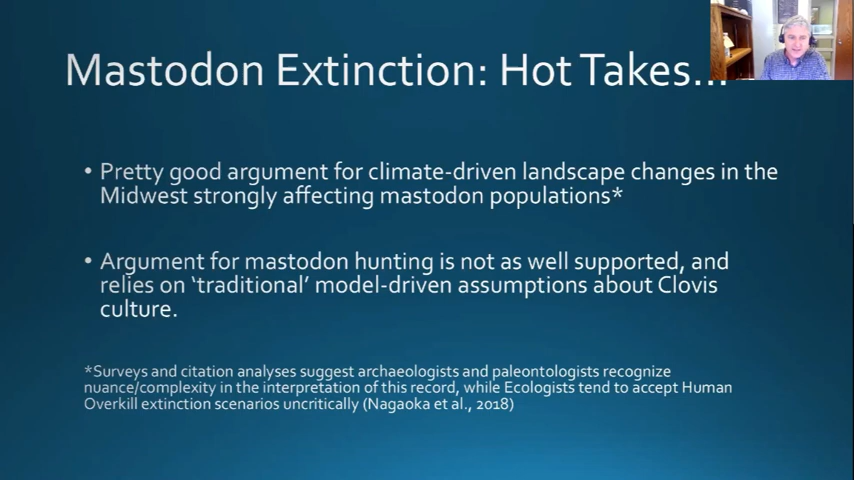 Mastodon Extinction: Hot Takes...
• Pretty good argument for climate-driven landscape changes in the
Midwest strongly affecting mastodon populations*
• Argument for mastodon hunting is not as well supported, and
relies on ‘traditional’ model-driven assumptions about Clovis
culture.
*Surveys and citation analyses suggest archaeologists and paleontologists recognize
nuance/complexity in the interpretation of this record, while Ecologists tend to accept Human
Overkill extinction scenarios uncritically (Nagaoka et al., 2018)